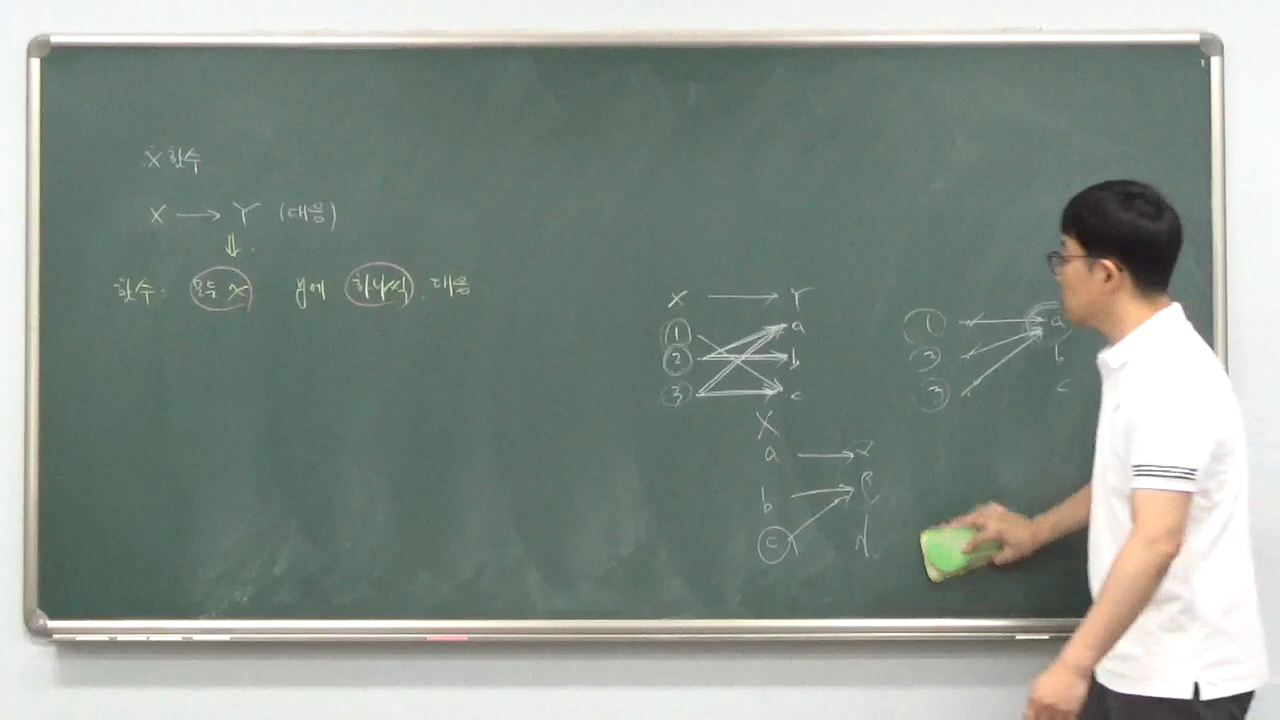 ※ 함수
X → Y (대응)
⇓
함수: 모든 x y에 하나씩 대응
X → Y
1 a
2 b
3 c
X
a → ㄱ
b
c
1 a
2 b
3 c